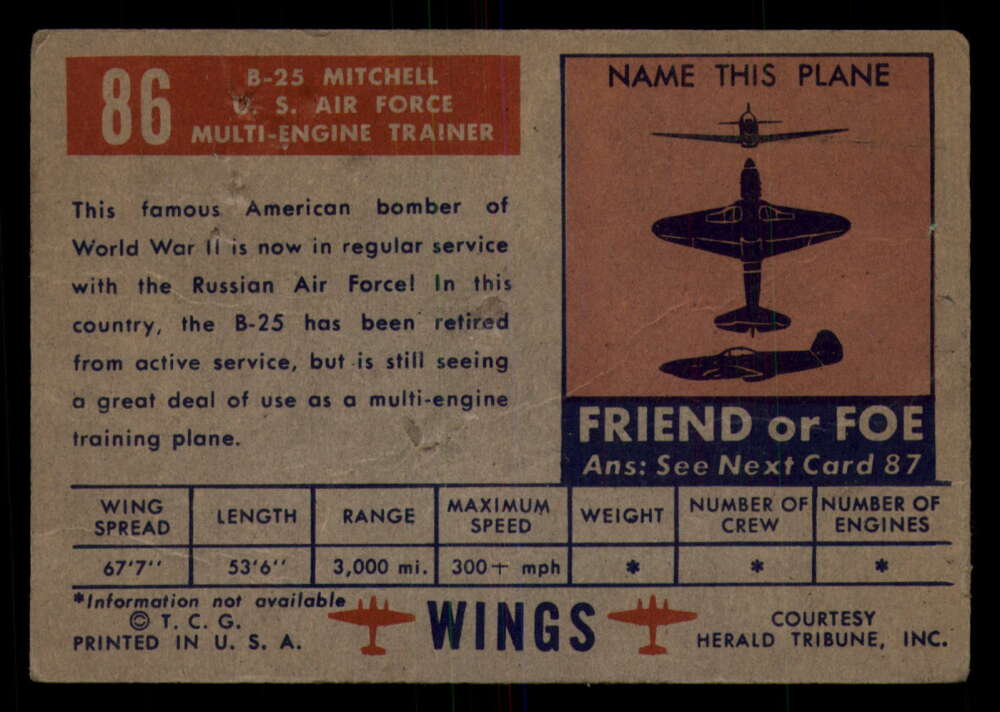 86
B-25 MITCHELL
U. S. AIR FORCE
MULTI-ENGINE TRAINER
This famous American bomber of
World War II is now in regular service
with the Russian Air Force! In this
country, the B-25 has been retired
from active service, but is still seeing
a great deal of use as a multi-engine
training plane.
NAME THIS PLANE
FRIEND or FOE
Ans: See Next Card 87
WING SPREAD LENGTH RANGE MAXIMUM SPEED WEIGHT NUMBER OF CREW NUMBER OF ENGINES
67'7" 53'6" 3,000 mi. 300+ mph * * *
*Information not available
© T. C. G.
PRINTED IN U. S. A.
WINGS
COURTESY
HERALD TRIBUNE, INC.